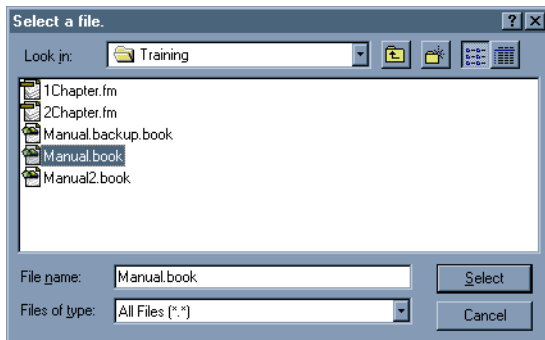 Select a file.
Look in: Training
1Chapter.fm
2Chapter.fm
Manual.backup.book
Manual.book
Manual2.book
File name: Manual.book Select
Files of type: All Files (*.*) Cancel